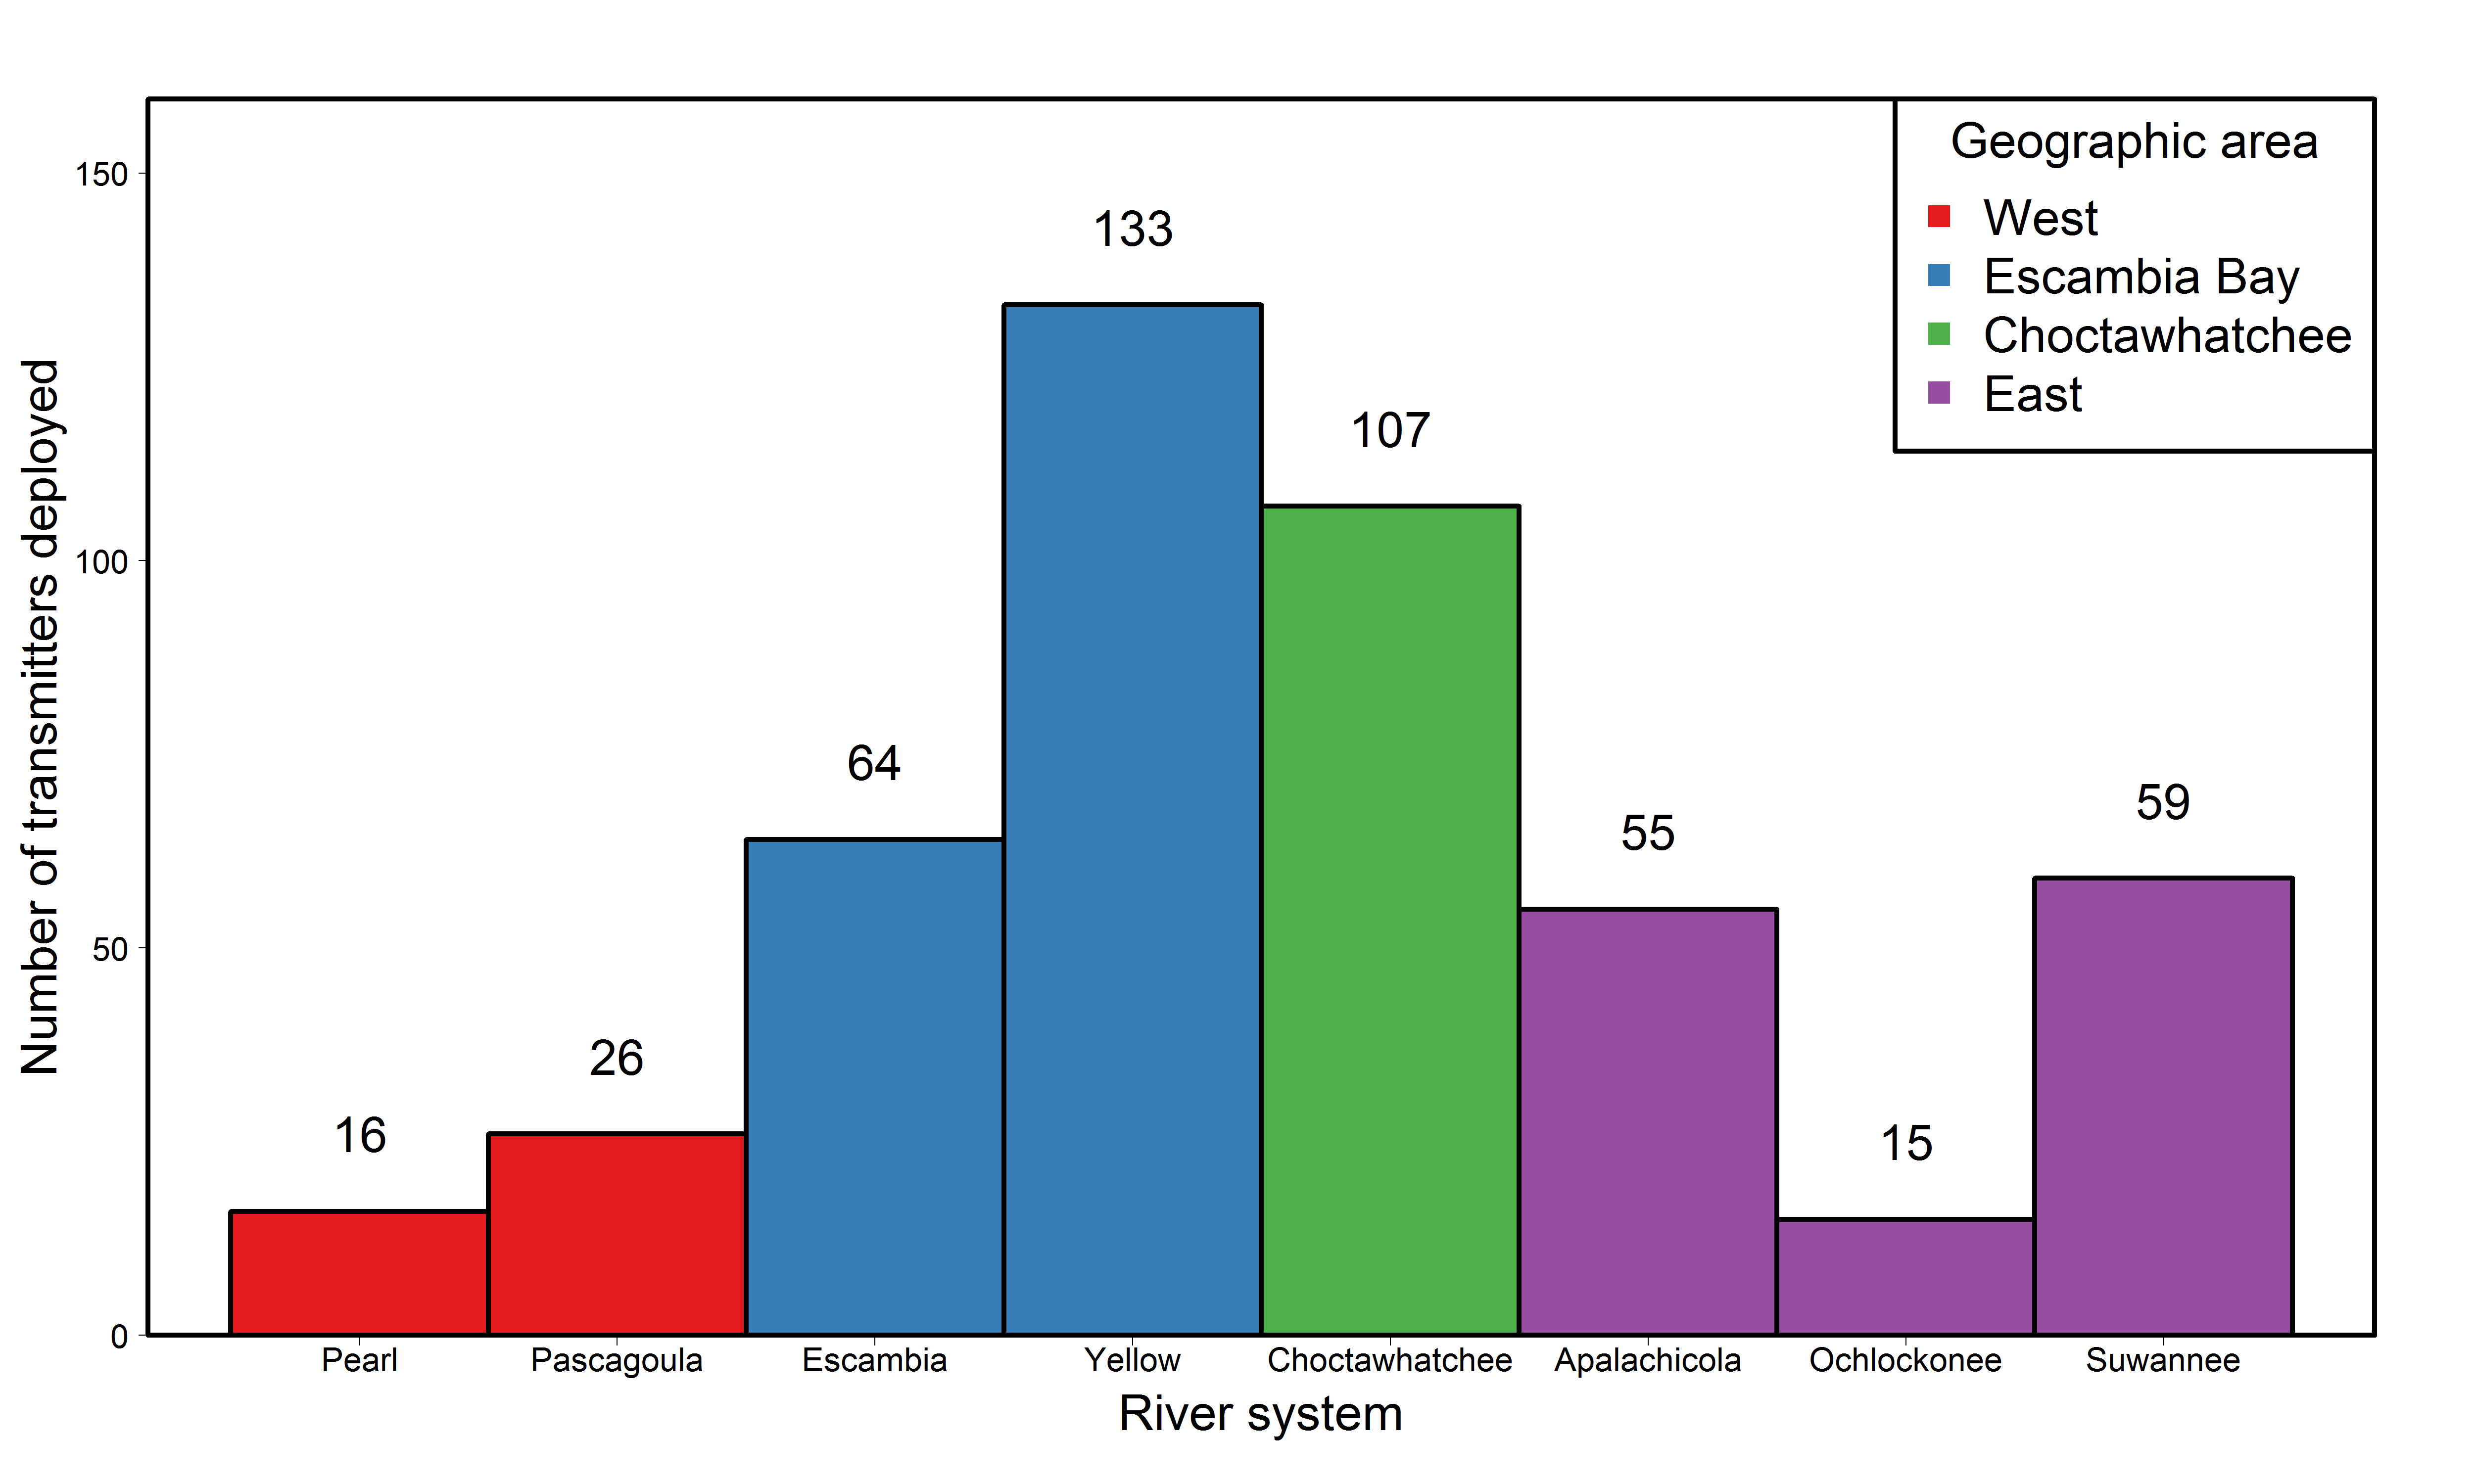 Geographic area
West
Escambia Bay
Choctawhatchee
East
Number of transmitters deployed
150
100
50
0
16
26
64
133
107
55
15
59
Pearl
Pascagoula
Escambia
Yellow
Choctawhatchee
Apalachicola
Ochlockonee
Suwannee
River system